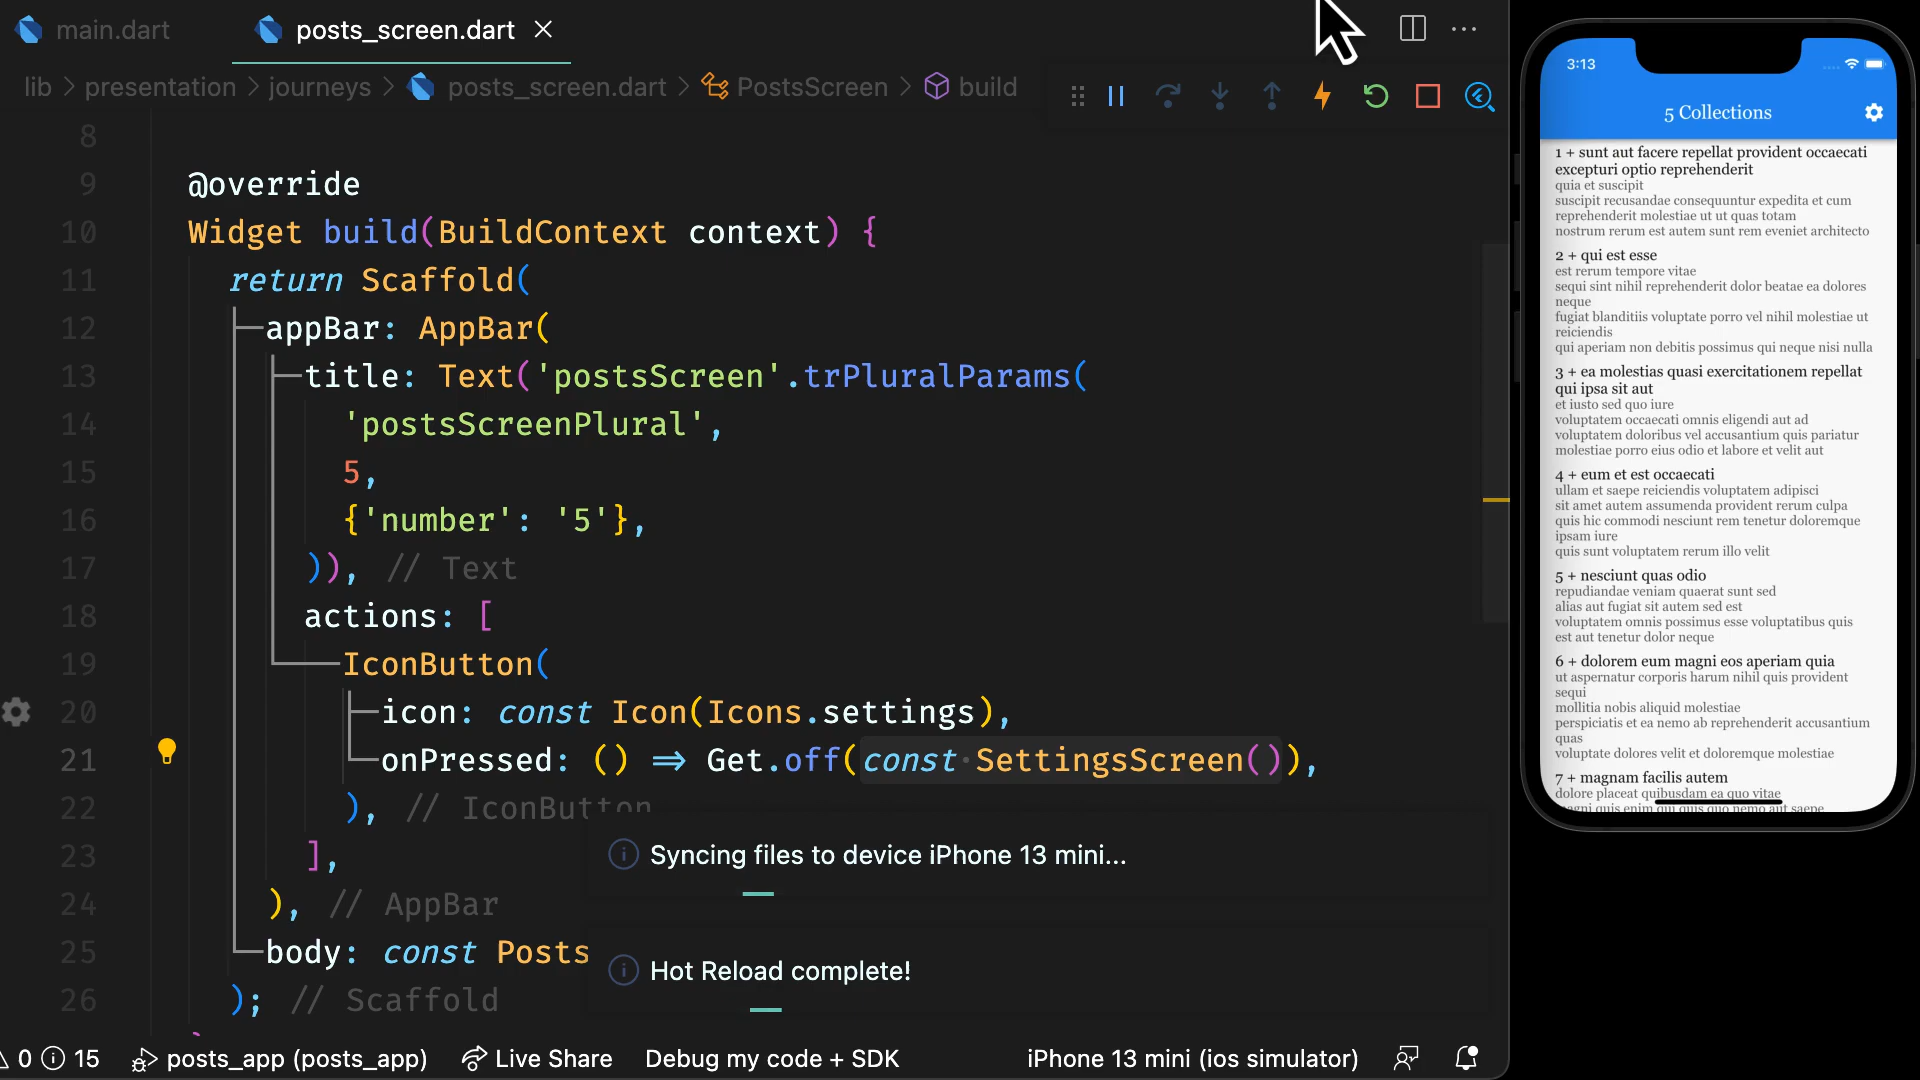 main.dart
posts_screen.dart
lib > presentation > journeys > posts_screen.dart > PostsScreen > build
8
9 @override
10 Widget build(BuildContext context) {
11 return Scaffold(
12 appBar: AppBar(
13 title: Text('postsScreen'.trPluralParams(
14 'postsScreenPlural',
15 5,
16 {'number': '5'},
17 )), // Text
18 actions: [
19 IconButton(
20 icon: const Icon(Icons.settings),
21 onPressed: () => Get.off(const SettingsScreen()),
22 ), // IconButton
23 ],
24 ), // AppBar
25 body: const Posts
26 ); // Scaffold
Syncing files to device iPhone 13 mini...
Hot Reload complete!
0 15 posts_app (posts_app) Live Share Debug my code + SDK iPhone 13 mini (ios simulator)
3:13
5 Collections
1 + sunt aut facere repellat provident occaecati
excepturi optio reprehenderit
quia et suscipit
suscipit recusandae consequuntur expedita et cum
reprehenderit molestiae ut ut quas totam
nostrum rerum est autem sunt rem eveniet architecto
2 + qui est esse
est rerum tempore vitae
sequi sint nihil reprehenderit dolor beatae ea dolores
neque
fugiat blanditiis voluptate porro vel nihil molestiae ut
reiciendis
qui aperiam non debitis possimus qui neque nisi nulla
3 + ea molestias quasi exercitationem repellat
qui ipsa sit aut
et iusto sed quo iure
voluptatem occaecati omnis eligendi aut ad
voluptatem doloribus vel accusantium quis pariatur
molestiae porro eius odio et labore et velit aut
4 + eum et est occaecati
ullam et saepe reiciendis voluptatem adipisci
sit amet autem assumenda provident rerum culpa
quis hic commodi nesciunt rem tenetur doloremque
ipsam iure
quis sunt voluptatem rerum illo velit
5 + nesciunt quas odio
repudiandae veniam quaerat sunt sed
alias aut fugiat sit autem sed est
voluptatem omnis possimus esse voluptatibus quis
est aut tenetur dolor neque
6 + dolorem eum magni eos aperiam quia
ut aspernatur corporis harum nihil quis provident
sequi
mollitia nobis aliquid molestiae
perspiciatis et ea nemo ab reprehenderit accusantium
quas
voluptate dolores velit et doloremque molestiae
7 + magnam facilis autem
dolore placeat quibusdam ea quo vitae
magni quis enim qui quis quo nemo aut saepe